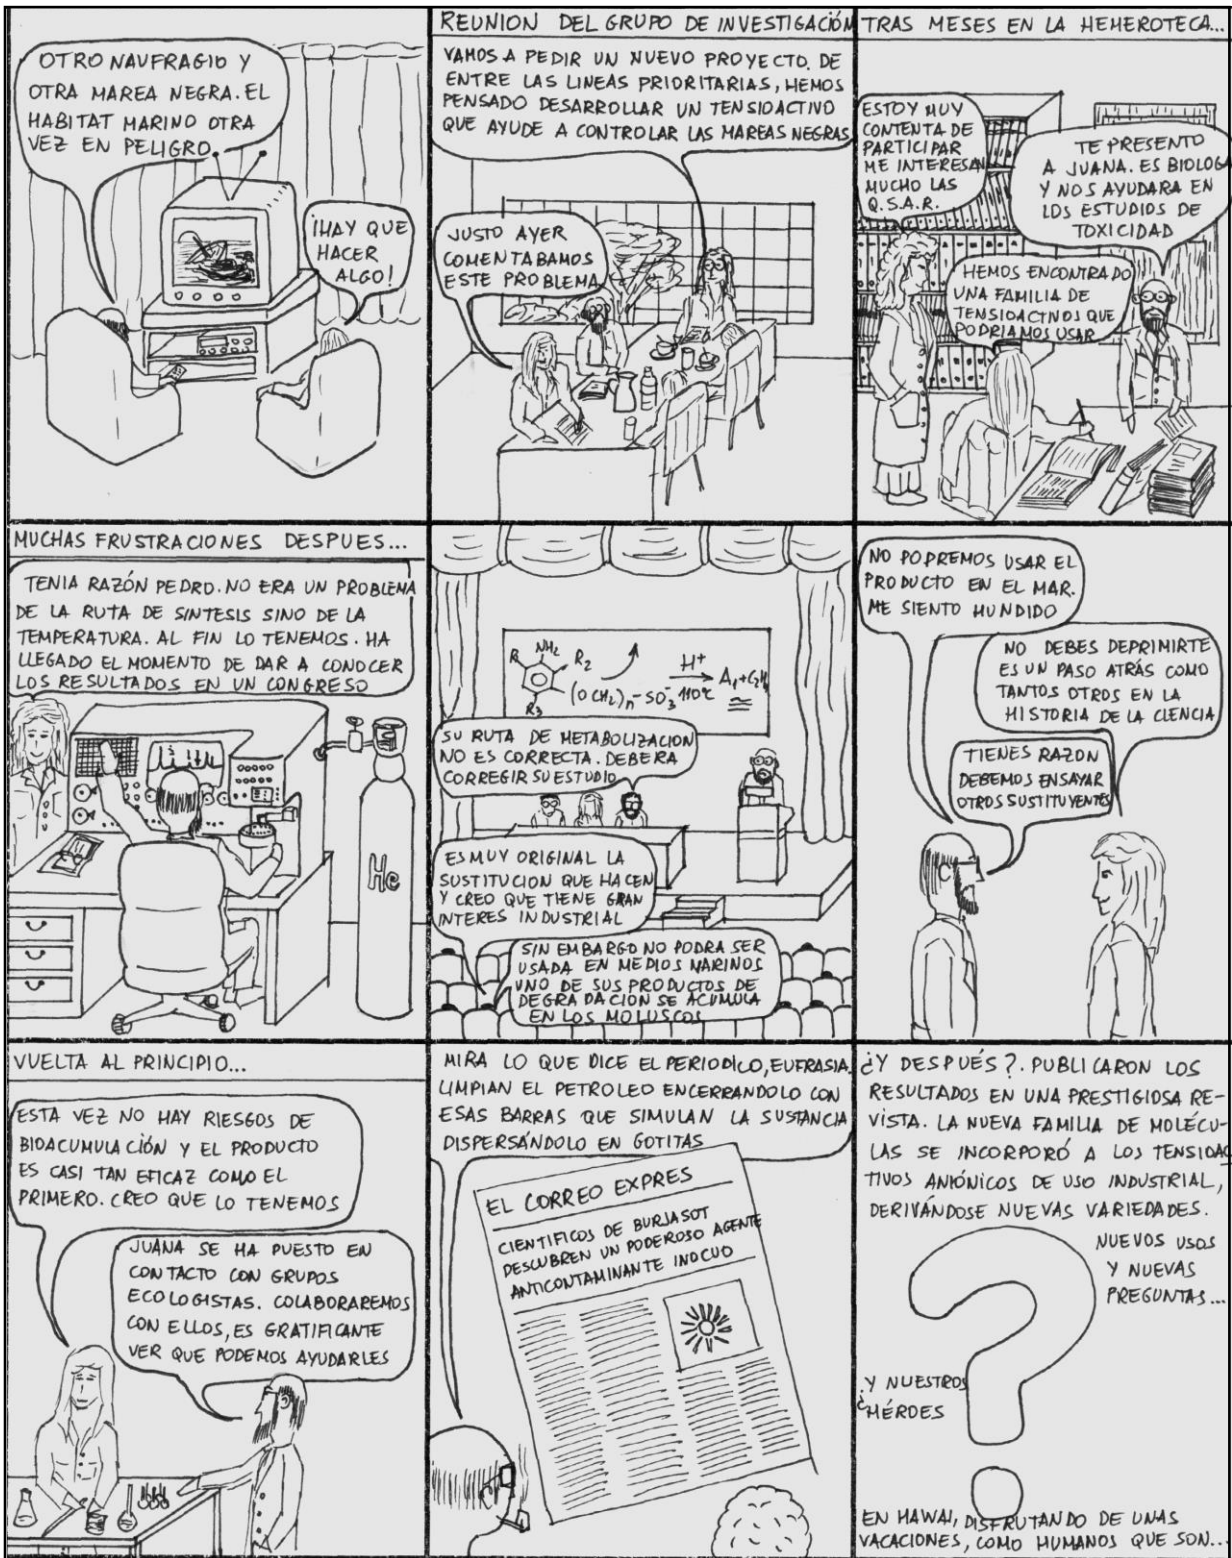 OTRO NAUFRAGIO Y
OTRA MAREA NEGRA. EL
HABITAT MARINO OTRA
VEZ EN PELIGRO
¡HAY QUE
HACER
ALGO!
REUNION DEL GRUPO DE INVESTIGACIÓN
VAMOS A PEDIR UN NUEVO PROYECTO. DE
ENTRE LAS LINEAS PRIORITARIAS, HEMOS
PENSADO DESARROLLAR UN TENSIOACTIVO
QUE AYUDE A CONTROLAR LAS MAREAS NEGRAS
JUSTO AYER
COMENTABAMOS
ESTE PROBLEMA
TRAS MESES EN LA HEMEROTECA...
ESTOY MUY
CONTENTA DE
PARTICIPAR
ME INTERESAN
MUCHO LAS
Q.S.A.R.
TE PRESENTO
A JUANA. ES BIOLOGA
Y NOS AYUDARA EN
LOS ESTUDIOS DE
TOXICIDAD
HEMOS ENCONTRADO
UNA FAMILIA DE
TENSIOACTIVOS QUE
PODRIAMOS USAR
MUCHAS FRUSTRACIONES DESPUES...
TENIA RAZÓN PEDRO. NO ERA UN PROBLEMA
DE LA RUTA DE SINTESIS SINO DE LA
TEMPERATURA. AL FIN LO TENEMOS. HA
LLEGADO EL MOMENTO DE DAR A CONOCER
LOS RESULTADOS EN UN CONGRESO
He
R NH₂ R₂
R₃ (OCH₂)ₙ-SO₃⁻ H⁺ 110℃
SU RUTA DE METABOLIZACION
NO ES CORRECTA. DEBERA
CORREGIR SU ESTUDIO
ES MUY ORIGINAL LA
SUSTITUCION QUE HACEN
Y CREO QUE TIENE GRAN
INTERES INDUSTRIAL
SIN EMBARGO NO PODRA SER
USADA EN MEDIOS MARINOS
UNO DE SUS PRODUCTOS DE
DEGRADACION SE ACUMULA
EN LOS MOLUSCOS
NO PODREMOS USAR EL
PRODUCTO EN EL MAR.
ME SIENTO HUNDIDO
NO DEBES DEPRIMIRTE
ES UN PASO ATRÁS COMO
TANTOS OTROS EN LA
HISTORIA DE LA CIENCIA
TIENES RAZON
DEBEMOS ENSAYAR
OTROS SUSTITUYENTES
VUELTA AL PRINCIPIO...
ESTA VEZ NO HAY RIESGOS DE
BIOACUMULACIÓN Y EL PRODUCTO
ES CASI TAN EFICAZ COMO EL
PRIMERO. CREO QUE LO TENEMOS
JUANA SE HA PUESTO EN
CONTACTO CON GRUPOS
ECOLOGISTAS. COLABORAREMOS
CON ELLOS, ES GRATIFICANTE
VER QUE PODEMOS AYUDARLES
MIRA LO QUE DICE EL PERIODICO, EUFRASIA.
LIMPIAN EL PETROLEO ENCERRANDOLO CON
ESAS BARRAS QUE SIMULAN LA SUSTANCIA
DISPERSÁNDOLO EN GOTITAS
EL CORREO EXPRES
CIENTIFICOS DE BURJASOT
DESCUBREN UN PODEROSO AGENTE
ANTICONTAMINANTE INOCUO
¿Y DESPUÉS?. PUBLICARON LOS
RESULTADOS EN UNA PRESTIGIOSA RE-
VISTA. LA NUEVA FAMILIA DE MOLÉCU-
LAS SE INCORPORÓ A LOS TENSIOAC
TIVOS ANIÓNICOS DE USO INDUSTRIAL,
DERIVÁNDOSE NUEVAS VARIEDADES.
NUEVOS USOS
Y NUEVAS
PREGUNTAS...
?
¿Y NUESTROS
HÉROES
EN HAWAI, DISFRUTANDO DE UNAS
VACACIONES, COMO HUMANOS QUE SON...